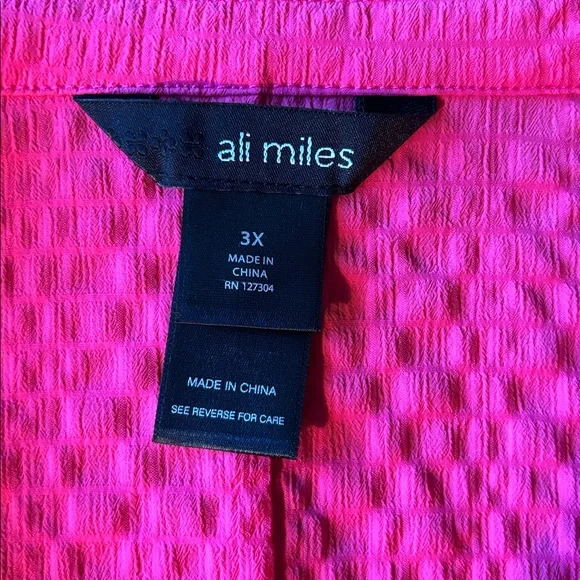 ali miles
3X
MADE IN
CHINA
RN 127304
MADE IN CHINA
SEE REVERSE FOR CARE